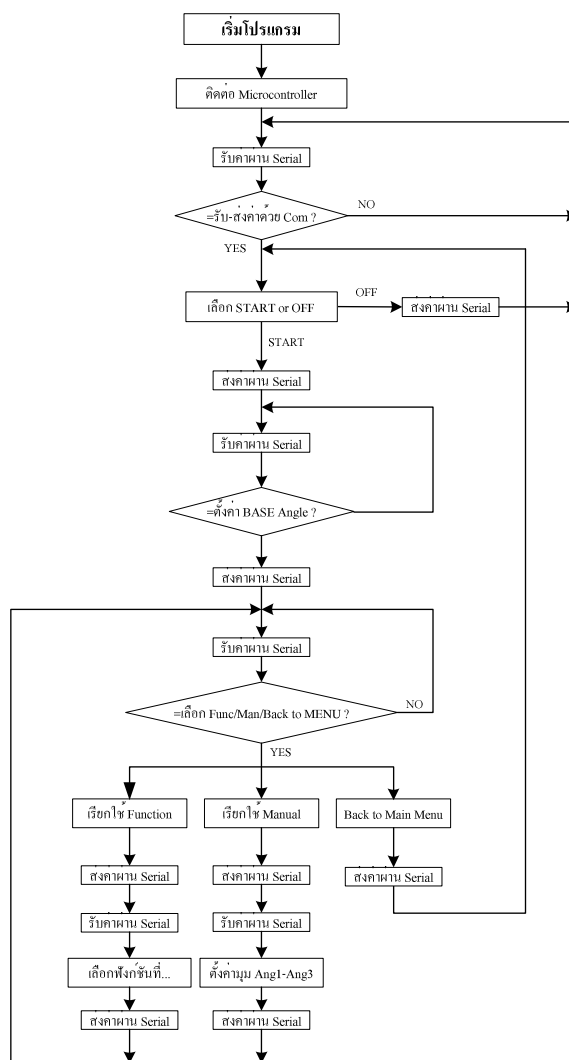 เริ่มโปรแกรม
ติดต่อ Microcontroller
รับค่าผ่าน Serial
=รับ-ส่งค่าด้วย Com ?
NO
YES
เลือก START or OFF
OFF
ส่งค่าผ่าน Serial
START
ส่งค่าผ่าน Serial
รับค่าผ่าน Serial
=ตั้งค่า BASE Angle ?
ส่งค่าผ่าน Serial
รับค่าผ่าน Serial
=เลือก Func/Man/Back to MENU ?
NO
YES
เรียกใช้ Function
เรียกใช้ Manual
Back to Main Menu
ส่งค่าผ่าน Serial
ส่งค่าผ่าน Serial
ส่งค่าผ่าน Serial
รับค่าผ่าน Serial
รับค่าผ่าน Serial
เลือกฟังก์ชันที่...
ตั้งค่ามุม Ang1-Ang3
ส่งค่าผ่าน Serial
ส่งค่าผ่าน Serial